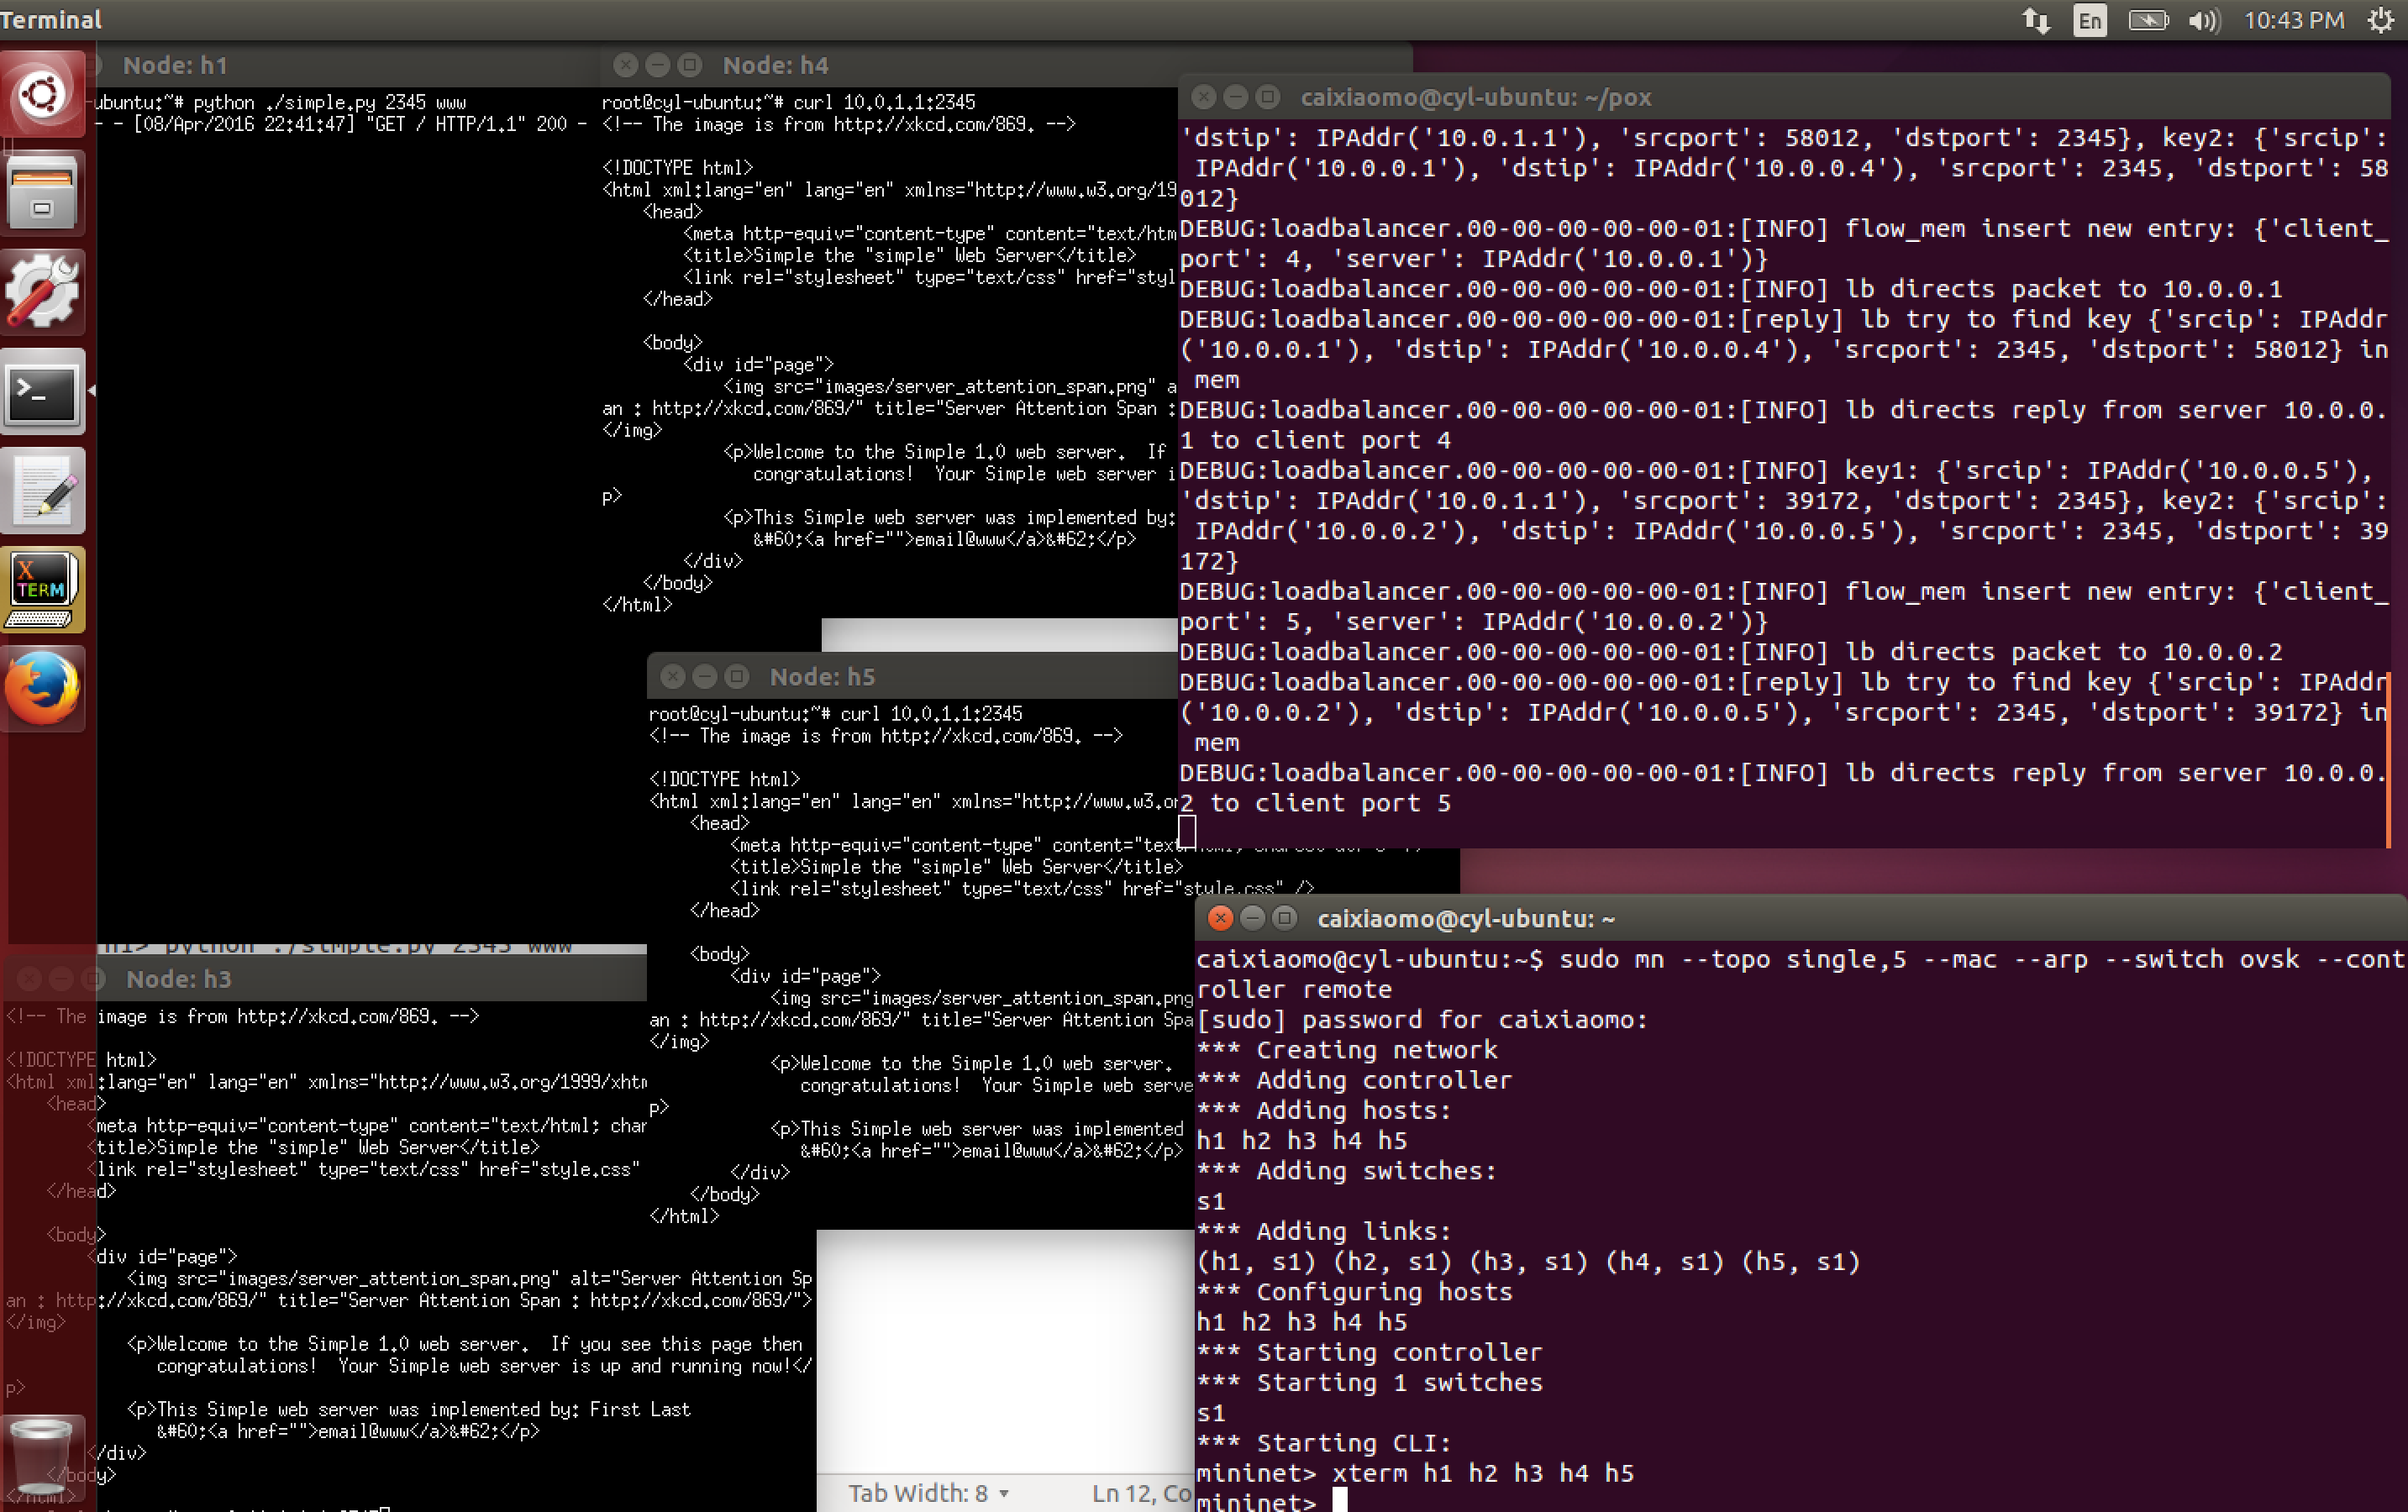 Terminal
En
10:43 PM
Node: h1
-ubuntu:~# python ./simple.py 2345 www
- - [08/Apr/2016 22:41:47] "GET / HTTP/1.1" 200 -
Node: h4
root@cyl-ubuntu:~# curl 10.0.1.1:2345
<!-- The image is from http://xkcd.com/869. -->
<!DOCTYPE html>
<html xml:lang="en" lang="en" xmlns="http://www.w3.org/19
<head>
<meta http-equiv="content-type" content="text/htm
<title>Simple the "simple" Web Server</title>
<link rel="stylesheet" type="text/css" href="styl
</head>
<body>
<div id="page">
<img src="images/server_attention_span.png" a
an : http://xkcd.com/869/" title="Server Attention Span :
</img>
<p>Welcome to the Simple 1.0 web server.  If
congratulations!  Your Simple web server i
p>
<p>This Simple web server was implemented by:
&#60;<a href="">email@www</a>&#62;</p>
</div>
</body>
</html>
caixiaomo@cyl-ubuntu: ~/pox
'dstip': IPAddr('10.0.1.1'), 'srcport': 58012, 'dstport': 2345}, key2: {'srcip':
IPAddr('10.0.0.1'), 'dstip': IPAddr('10.0.0.4'), 'srcport': 2345, 'dstport': 58
012}
DEBUG:loadbalancer.00-00-00-00-00-01:[INFO] flow_mem insert new entry: {'client_
port': 4, 'server': IPAddr('10.0.0.1')}
DEBUG:loadbalancer.00-00-00-00-00-01:[INFO] lb directs packet to 10.0.0.1
DEBUG:loadbalancer.00-00-00-00-00-01:[reply] lb try to find key {'srcip': IPAddr
('10.0.0.1'), 'dstip': IPAddr('10.0.0.4'), 'srcport': 2345, 'dstport': 58012} in
mem
DEBUG:loadbalancer.00-00-00-00-00-01:[INFO] lb directs reply from server 10.0.0.
1 to client port 4
DEBUG:loadbalancer.00-00-00-00-00-01:[INFO] key1: {'srcip': IPAddr('10.0.0.5'),
'dstip': IPAddr('10.0.1.1'), 'srcport': 39172, 'dstport': 2345}, key2: {'srcip':
IPAddr('10.0.0.2'), 'dstip': IPAddr('10.0.0.5'), 'srcport': 2345, 'dstport': 39
172}
DEBUG:loadbalancer.00-00-00-00-00-01:[INFO] flow_mem insert new entry: {'client_
port': 5, 'server': IPAddr('10.0.0.2')}
DEBUG:loadbalancer.00-00-00-00-00-01:[INFO] lb directs packet to 10.0.0.2
DEBUG:loadbalancer.00-00-00-00-00-01:[reply] lb try to find key {'srcip': IPAddr
('10.0.0.2'), 'dstip': IPAddr('10.0.0.5'), 'srcport': 2345, 'dstport': 39172} in
mem
DEBUG:loadbalancer.00-00-00-00-00-01:[INFO] lb directs reply from server 10.0.0.
2 to client port 5
X TERM
Node: h5
root@cyl-ubuntu:~# curl 10.0.1.1:2345
<!-- The image is from http://xkcd.com/869. -->
<!DOCTYPE html>
<html xml:lang="en" lang="en" xmlns="http://www.w3.or
<head>
<meta http-equiv="content-type" content="text
<title>Simple the "simple" Web Server</title>
<link rel="stylesheet" type="text/css" href="style.css" />
</head>
<body>
<div id="page">
<img src="images/server_attention_span.png
an : http://xkcd.com/869/" title="Server Attention Spa
</img>
<p>Welcome to the Simple 1.0 web server.
congratulations!  Your Simple web serve
p>
<p>This Simple web server was implemented
&#60;<a href="">email@www</a>&#62;</p>
</div>
</body>
</html>
h1> python ./simple.py 2345 www
Node: h3
<!-- The image is from http://xkcd.com/869. -->
<!DOCTYPE html>
<html xml:lang="en" lang="en" xmlns="http://www.w3.org/1999/xhtm
<head>
<meta http-equiv="content-type" content="text/html; char
<title>Simple the "simple" Web Server</title>
<link rel="stylesheet" type="text/css" href="style.css"
</head>
<body>
<div id="page">
<img src="images/server_attention_span.png" alt="Server Attention Sp
an : http://xkcd.com/869/" title="Server Attention Span : http://xkcd.com/869/">
</img>
<p>Welcome to the Simple 1.0 web server.  If you see this page then
congratulations!  Your Simple web server is up and running now!</
p>
<p>This Simple web server was implemented by: First Last
&#60;<a href="">email@www</a>&#62;</p>
</div>
</body>
</html>
Tab Width: 8
Ln 12, Co
caixiaomo@cyl-ubuntu: ~
caixiaomo@cyl-ubuntu:~$ sudo mn --topo single,5 --mac --arp --switch ovsk --cont
roller remote
[sudo] password for caixiaomo:
*** Creating network
*** Adding controller
*** Adding hosts:
h1 h2 h3 h4 h5
*** Adding switches:
s1
*** Adding links:
(h1, s1) (h2, s1) (h3, s1) (h4, s1) (h5, s1)
*** Configuring hosts
h1 h2 h3 h4 h5
*** Starting controller
*** Starting 1 switches
s1
*** Starting CLI:
mininet> xterm h1 h2 h3 h4 h5
mininet>